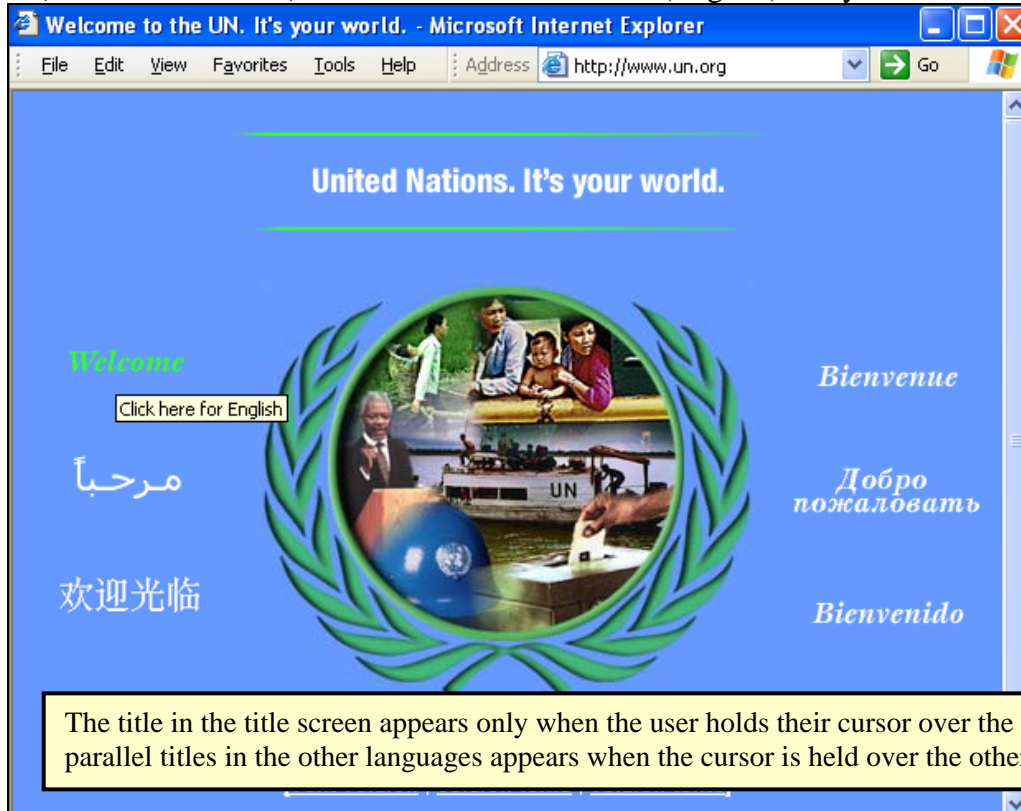 Welcome to the UN. It's your world. - Microsoft Internet Explorer
File Edit View Favorites Tools Help Address http://www.un.org Go
United Nations. It's your world.
Welcome
Click here for English
مرحباً
欢迎光临
Bienvenue
Добро
пожаловать
Bienvenido
UN
The title in the title screen appears only when the user holds their cursor over the
parallel titles in the other languages appears when the cursor is held over the other